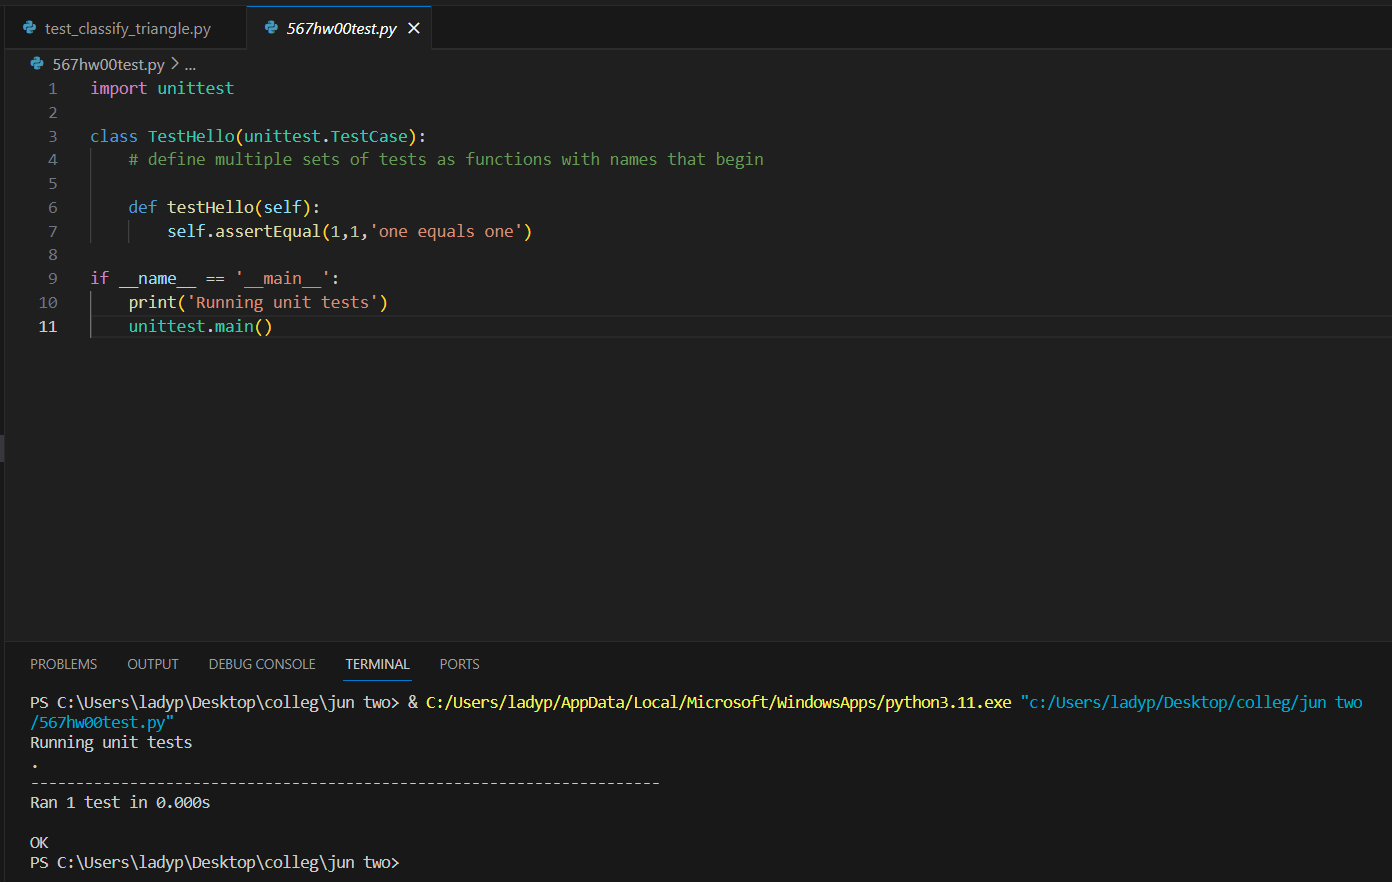 test_classify_triangle.py
567hw00test.py
567hw00test.py > ...
1 import unittest
2
3 class TestHello(unittest.TestCase):
4 # define multiple sets of tests as functions with names that begin
5
6 def testHello(self):
7 self.assertEqual(1,1,'one equals one')
8
9 if __name__ == '__main__':
10 print('Running unit tests')
11 unittest.main()
PROBLEMS OUTPUT DEBUG CONSOLE TERMINAL PORTS
PS C:\Users\ladyp\Desktop\colleg\jun two> & C:/Users/ladyp/AppData/Local/Microsoft/WindowsApps/python3.11.exe "c:/Users/ladyp/Desktop/colleg/jun two
/567hw00test.py"
Running unit tests
.
----------------------------------------------------------------------
Ran 1 test in 0.000s
OK
PS C:\Users\ladyp\Desktop\colleg\jun two>